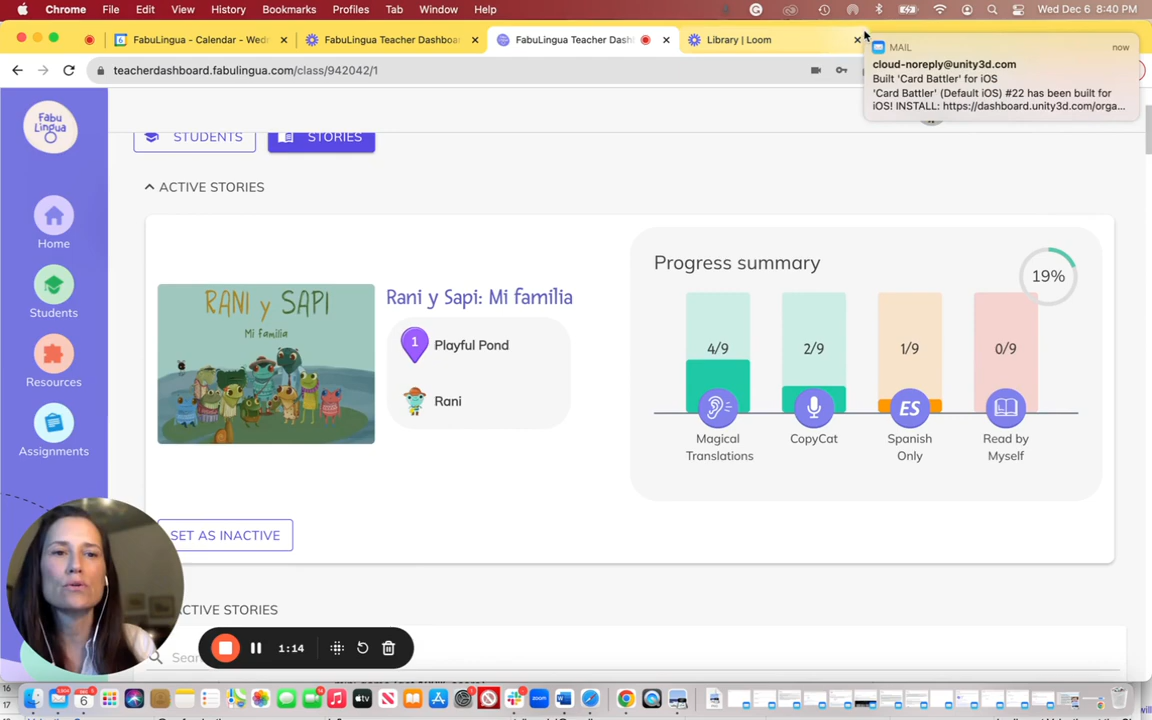 Chrome File Edit View History Bookmarks Profiles Tab Window Help
Wed Dec 6 8:40 PM
FabuLingua - Calendar - Wed
FabuLingua Teacher Dashboa
FabuLingua Teacher Dash
Library | Loom
teacherdashboard.fabulingua.com/class/942042/1
MAIL
now
cloud-noreply@unity3d.com
Built 'Card Battler' for iOS
'Card Battler' (Default iOS) #22 has been built for
iOS! INSTALL: https://dashboard.unity3d.com/orga...
Fabu
Lingua
STUDENTS
STORIES
Home
Students
Resources
Assignments
ACTIVE STORIES
RANI y SAPI
Mi familia
Rani y Sapi: Mi familia
1
Playful Pond
Rani
Progress summary
19%
4/9
2/9
1/9
0/9
ES
Magical
Translations
CopyCat
Spanish
Only
Read by
Myself
SET AS INACTIVE
ACTIVE STORIES
Sear
1:14
16
17